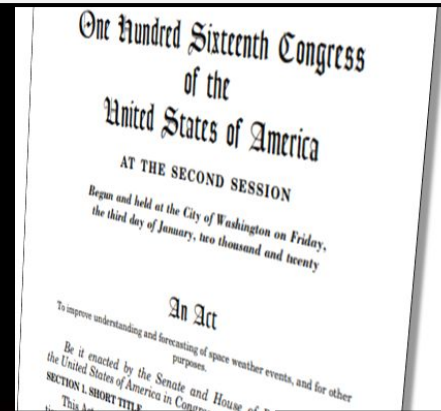 One Hundred Sixteenth Congress
of the
United States of America
AT THE SECOND SESSION
Begun and held at the City of Washington on Friday,
the third day of January, two thousand and twenty
An Act
To improve understanding and forecasting of space weather events, and for other
purposes.
Be it enacted by the Senate and House of
the United States of America in
SECTION 1. SHORT TITLE
This